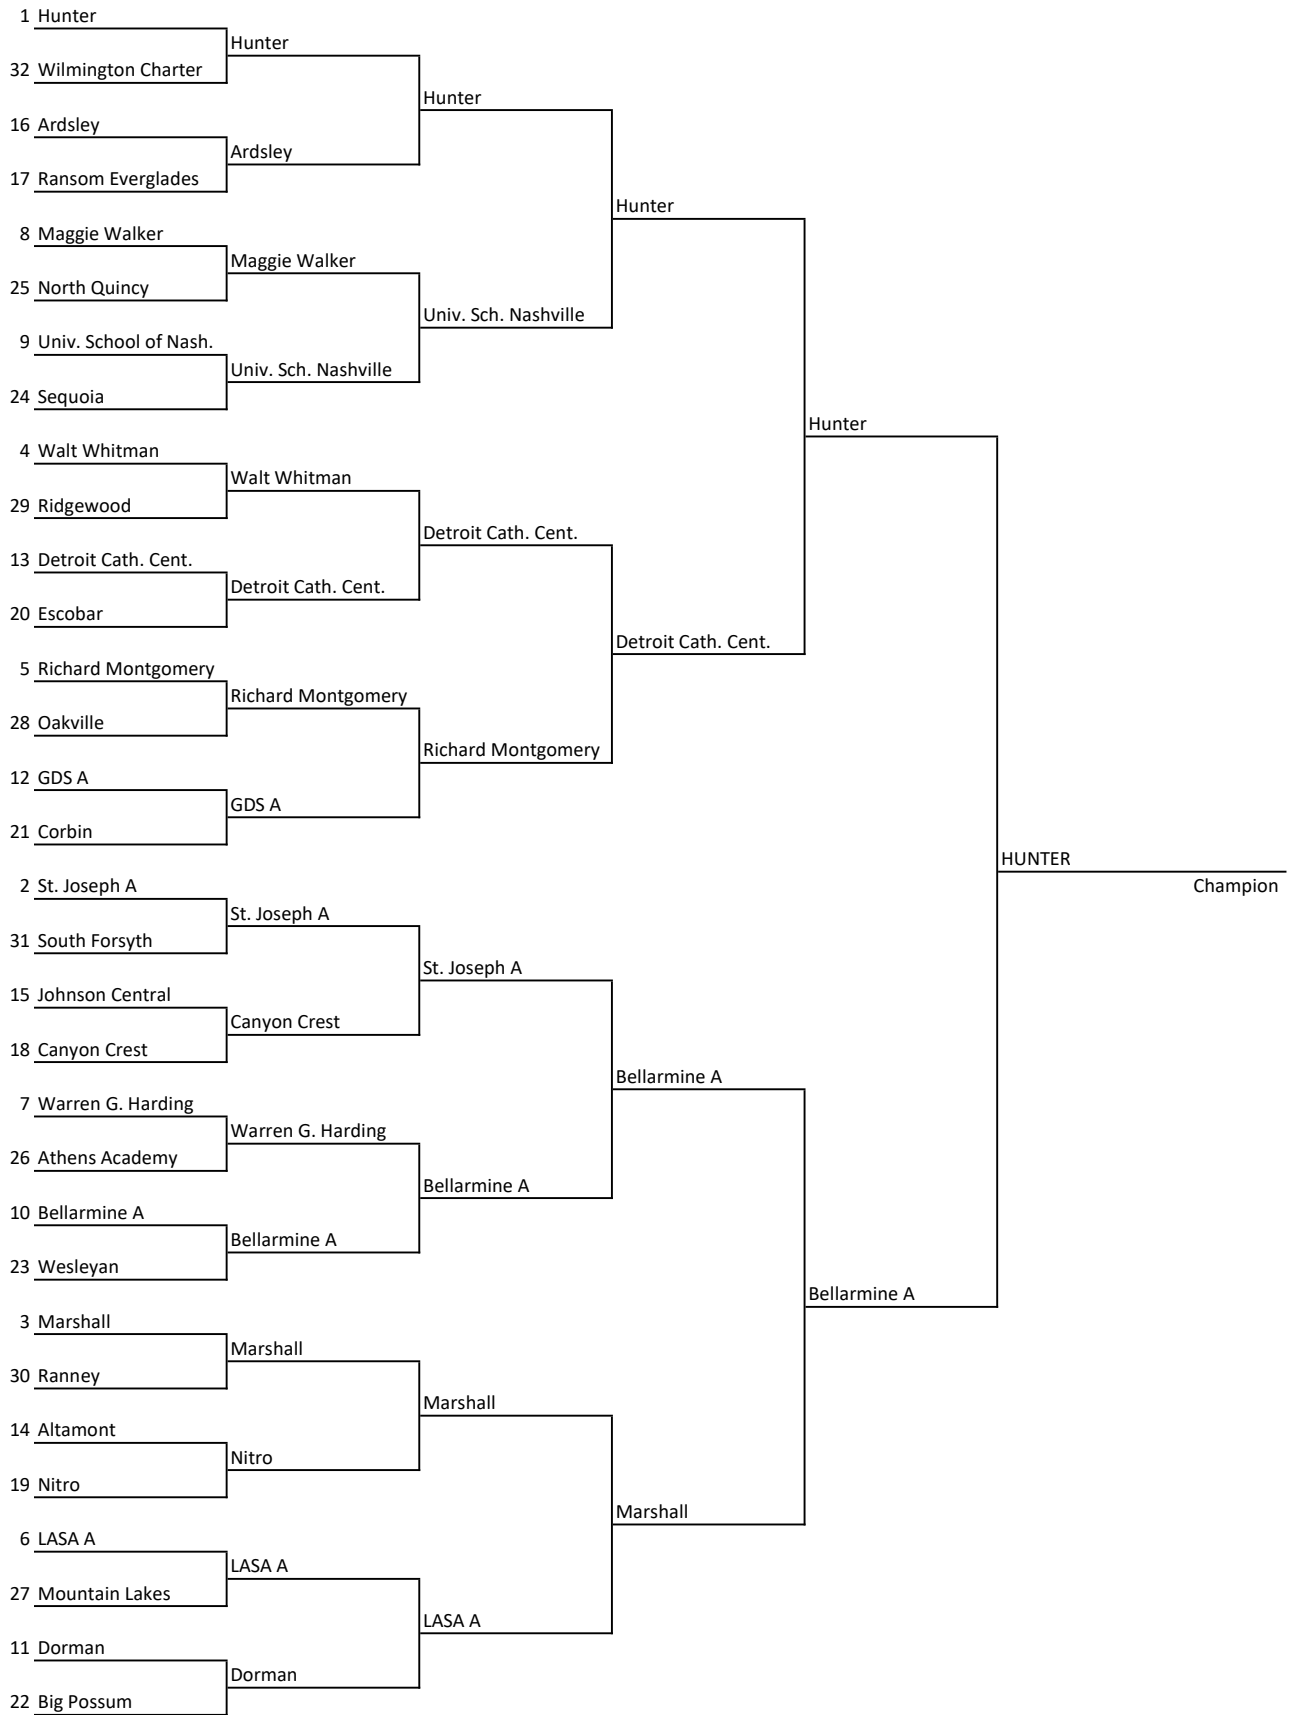 1 Hunter
Hunter
32 Wilmington Charter
Hunter
16 Ardsley
Ardsley
17 Ransom Everglades
Hunter
8 Maggie Walker
Maggie Walker
25 North Quincy
Univ. Sch. Nashville
9 Univ. School of Nash.
Univ. Sch. Nashville
24 Sequoia
Hunter
4 Walt Whitman
Walt Whitman
29 Ridgewood
Detroit Cath. Cent.
13 Detroit Cath. Cent.
Detroit Cath. Cent.
20 Escobar
Detroit Cath. Cent.
5 Richard Montgomery
Richard Montgomery
28 Oakville
Richard Montgomery
12 GDS A
GDS A
21 Corbin
HUNTER
Champion
2 St. Joseph A
St. Joseph A
31 South Forsyth
St. Joseph A
15 Johnson Central
Canyon Crest
18 Canyon Crest
Bellarmine A
7 Warren G. Harding
Warren G. Harding
26 Athens Academy
Bellarmine A
10 Bellarmine A
Bellarmine A
23 Wesleyan
Bellarmine A
3 Marshall
Marshall
30 Ranney
Marshall
14 Altamont
Nitro
19 Nitro
Marshall
6 LASA A
LASA A
27 Mountain Lakes
LASA A
11 Dorman
Dorman
22 Big Possum